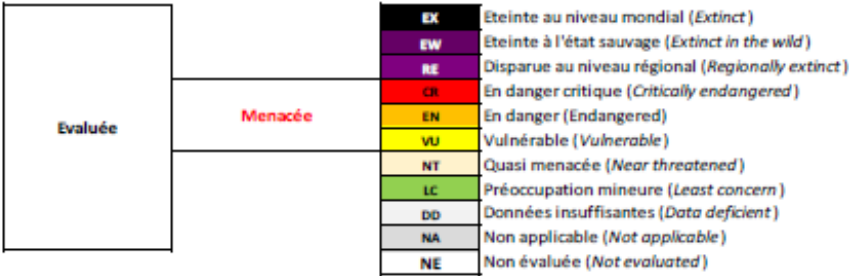 EX Eteinte au niveau mondial (Extinct)
EW Eteinte à l'état sauvage (Extinct in the wild)
RE Disparue au niveau régional (Regionally extinct)
CR En danger critique (Critically endangered)
Menacée EN En danger (Endangered)
Evaluée VU Vulnérable (Vulnerable)
NT Quasi menacée (Near threatened)
LC Préoccupation mineure (Least concern)
DD Données insuffisantes (Data deficient)
NA Non applicable (Not applicable)
NE Non évaluée (Not evaluated)